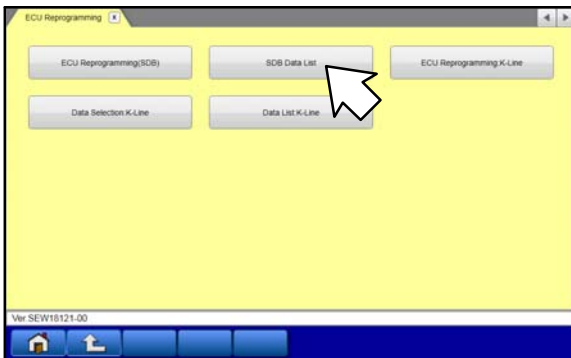 ECU Reprogramming x
ECU Reprogramming(SDB) SDB Data List ECU Reprogramming:K-Line
Data Selection:K-Line Data List:K-Line
Ver.SEW18121-00